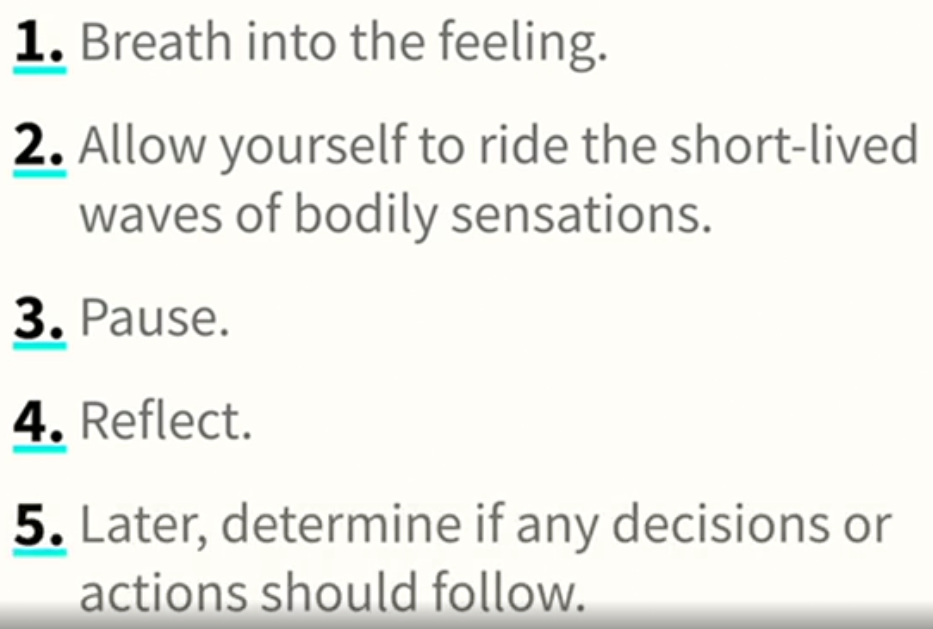 1. Breath into the feeling.
2. Allow yourself to ride the short-lived
waves of bodily sensations.
3. Pause.
4. Reflect.
5. Later, determine if any decisions or
actions should follow.